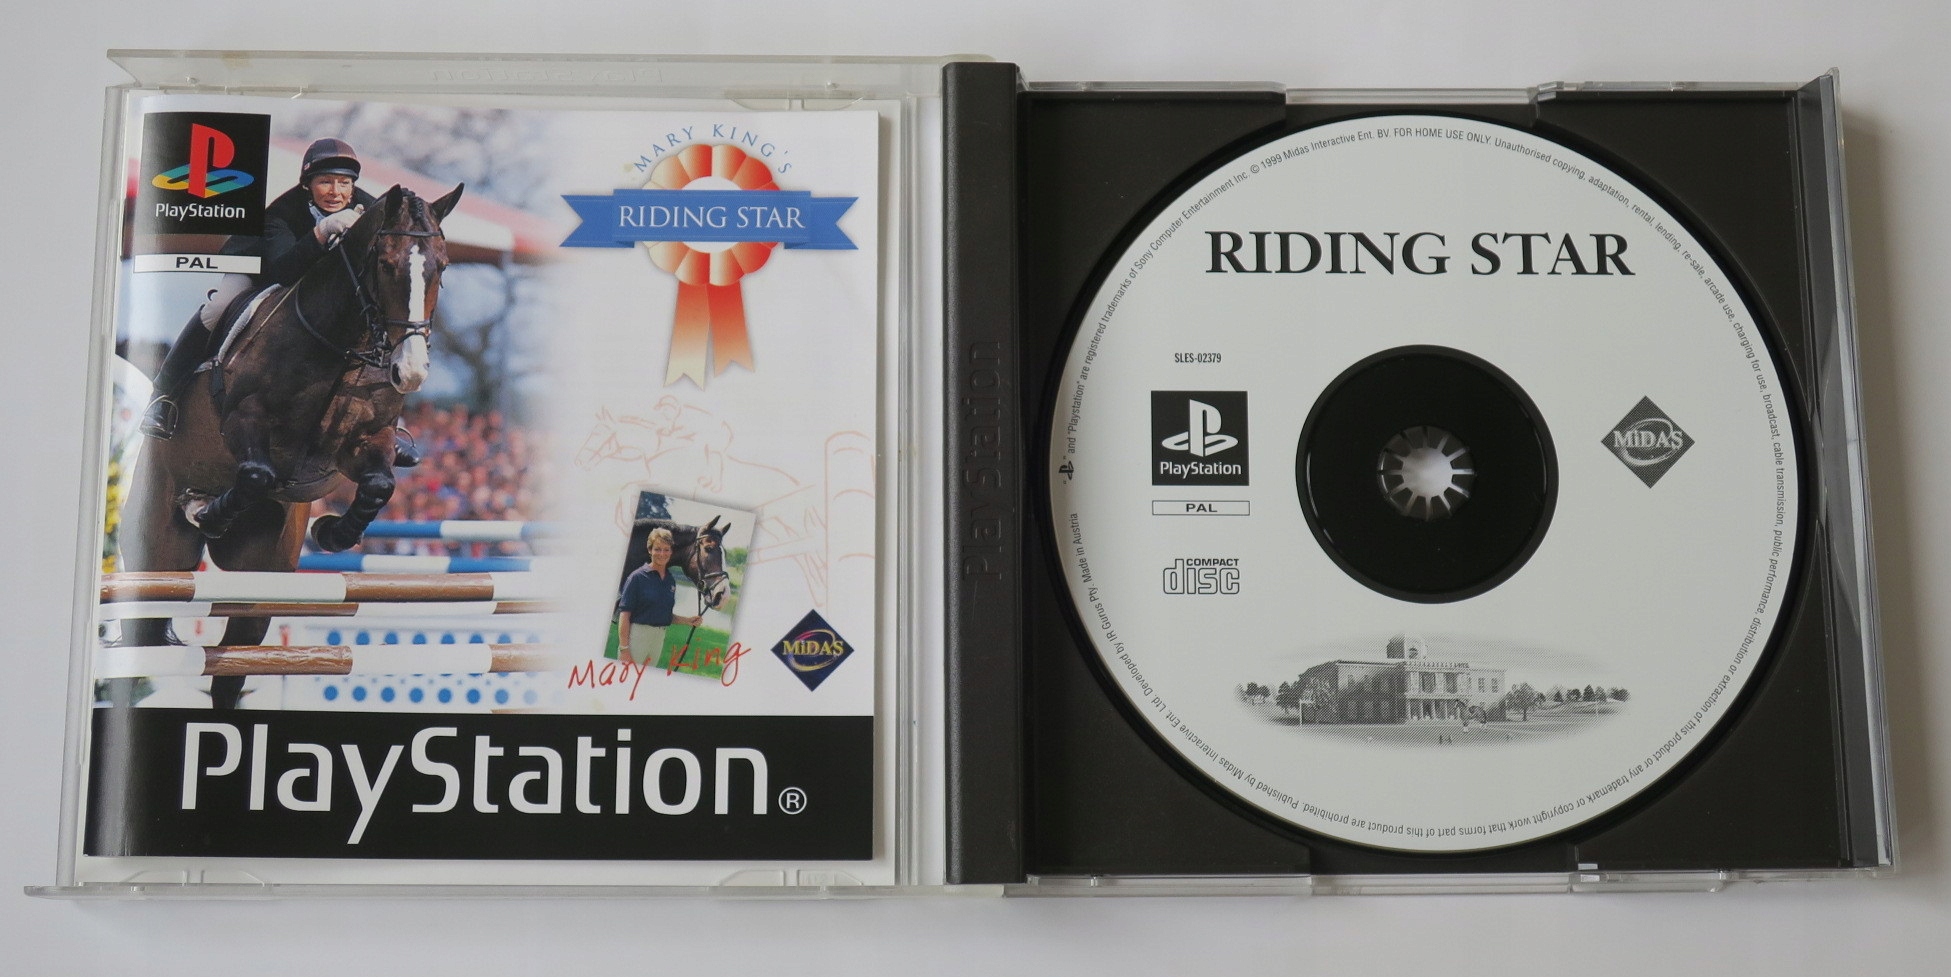 PlayStation
PAL
MARY KING'S
RIDING STAR
Mary King
MiDAS
PlayStation®
PlayStation
RIDING STAR
SLES-02379
PlayStation
PAL
COMPACT
disc
MiDAS
"PS" and "PlayStation" are registered trademarks of Sony Computer Entertainment Inc. © 1999 Midas Interactive Ent. BV. FOR HOME USE ONLY. Unauthorised copying, adaptation, rental, lending, re-sale, arcade use, charging for use, broadcast, cable transmission, public performance, distribution or extraction of this product or any trademark or copyright work that forms part of this product are prohibited. Published by Midas Interactive Ent. Ltd. Developed by IR Gurus Pty. Made in Austria